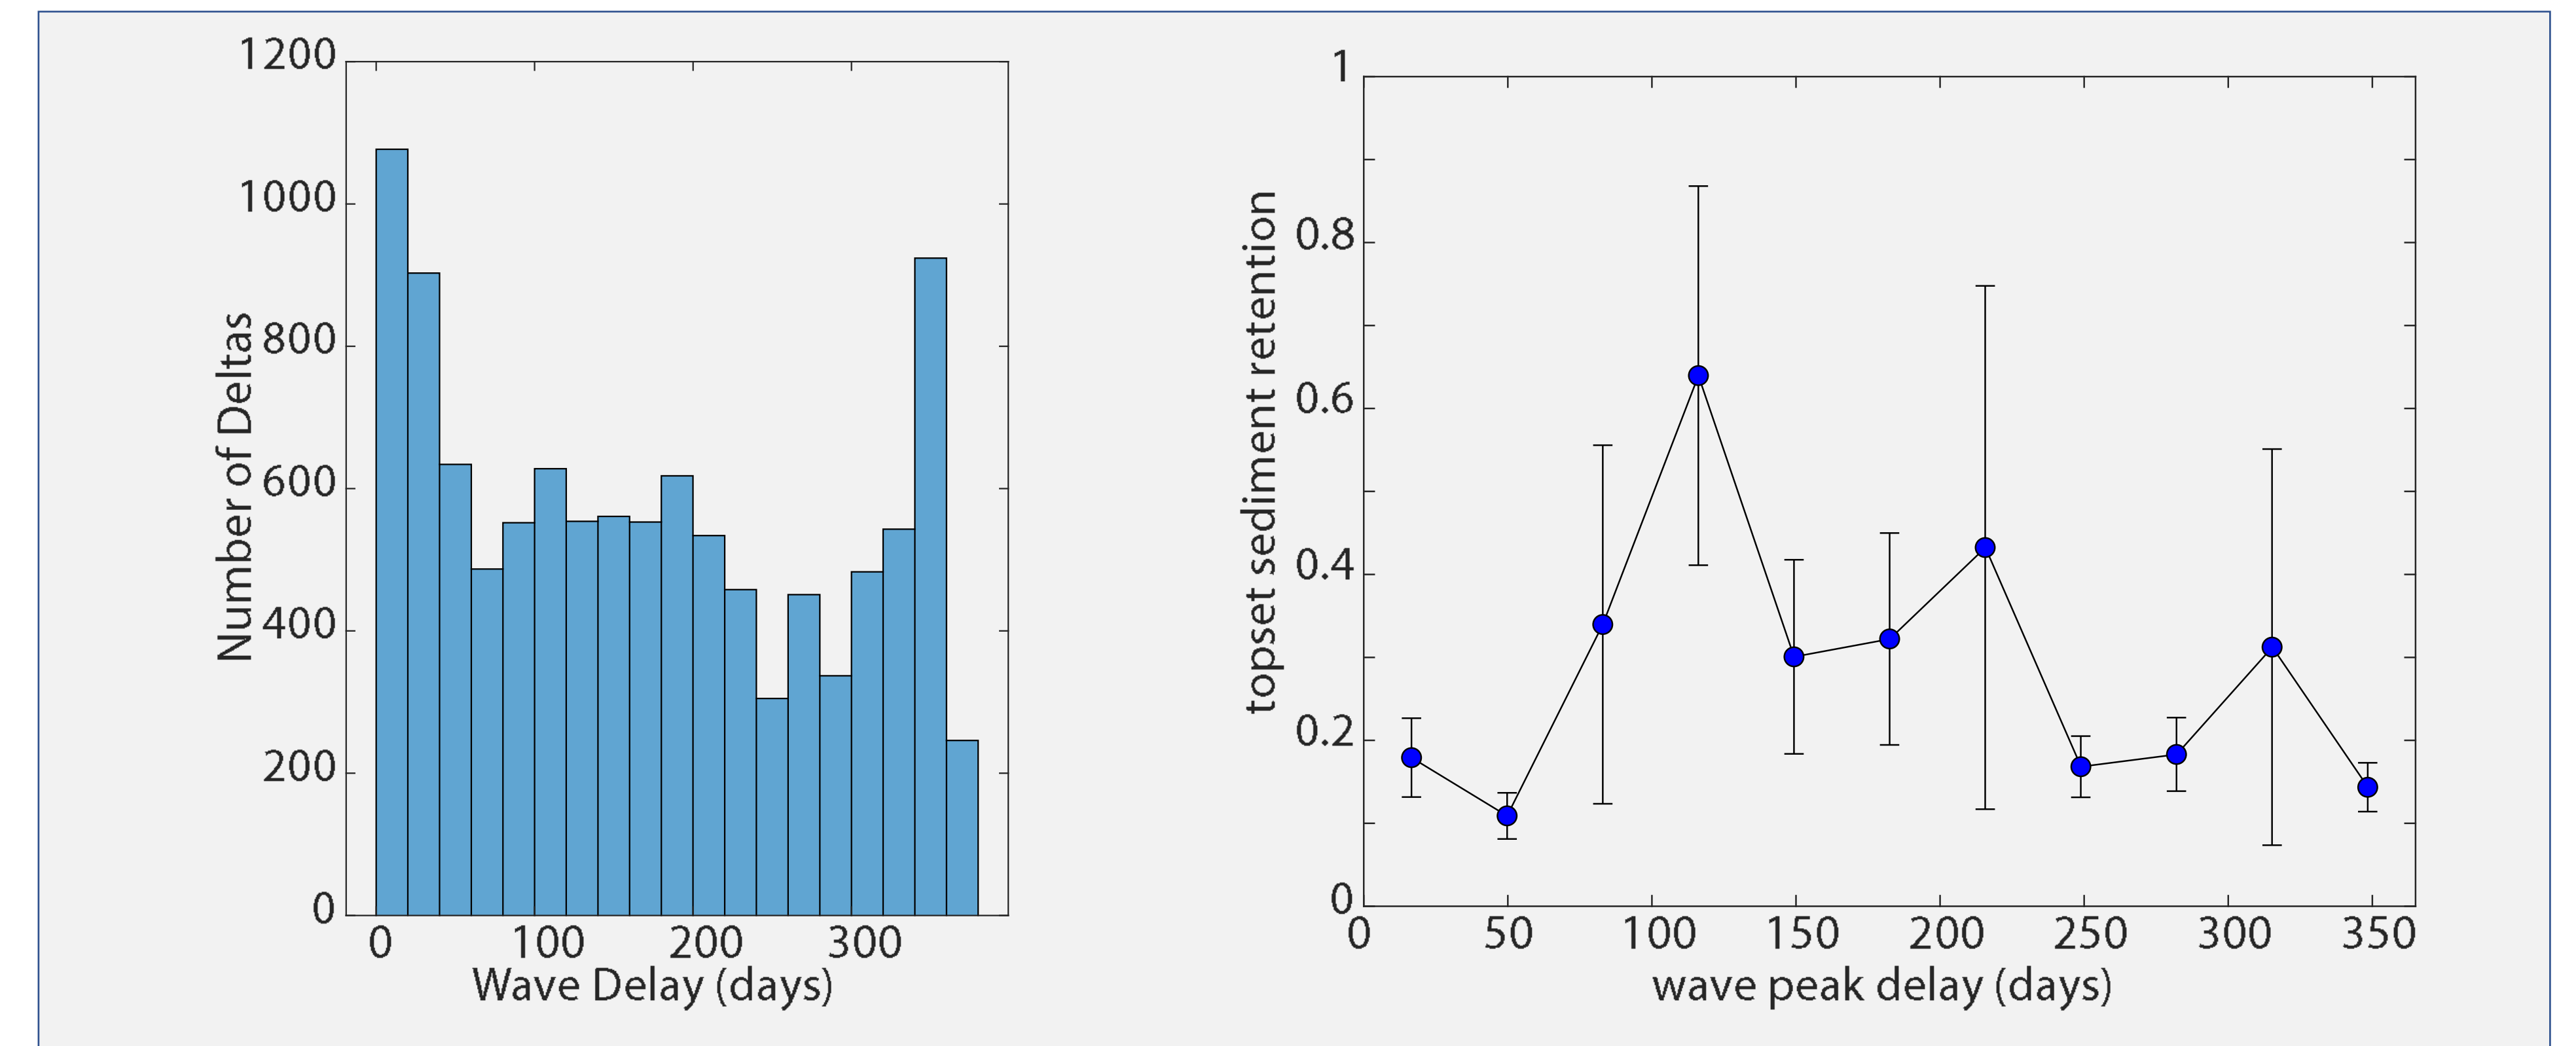 1200
1000
800
600
400
200
0
Number of Deltas
0 100 200 300
Wave Delay (days)
1
0.8
0.6
0.4
0.2
0
topset sediment retention
0 50 100 150 200 250 300 350
wave peak delay (days)